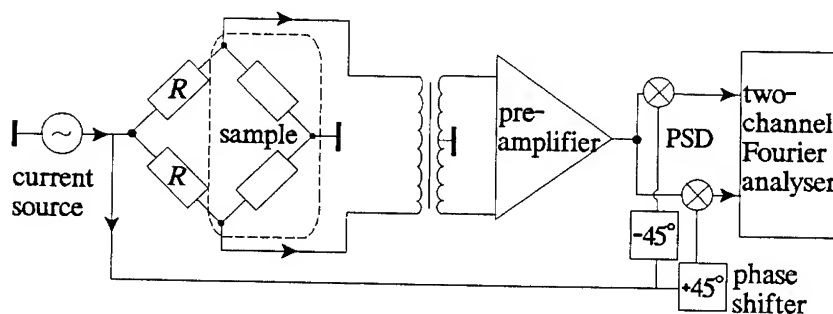 R
sample
R
current
source
pre-
amplifier
PSD
two-
channel
Fourier
analyser
-45°
+45°
phase
shifter